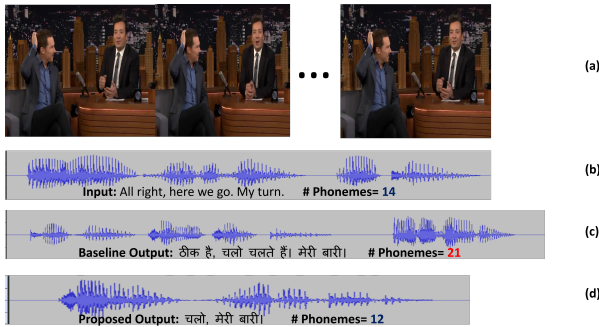 (a)
(b)
Input: All right, here we go. My turn. # Phonemes= 14
(c)
Baseline Output: ठीक है, चलो चलते हैं। मेरी बारी। # Phonemes= 21
(d)
Proposed Output: चलो, मेरी बारी। # Phonemes= 12